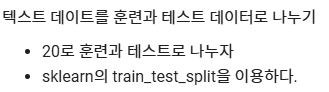 텍스트 데이트를 훈련과 테스트 데이터로 나누기
20로 훈련과 테스트로 나누자
sklearn의 train_test_split을 이용하다.